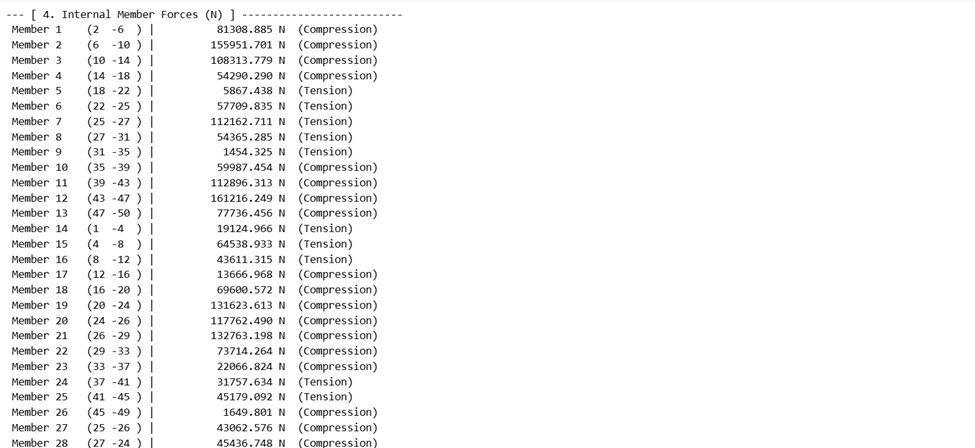 --- [ 4. Internal Member Forces (N) ] --------------------------
Member 1 (2 -6 ) | 81308.885 N (Compression)
Member 2 (6 -10 ) | 155951.701 N (Compression)
Member 3 (10 -14 ) | 108313.779 N (Compression)
Member 4 (14 -18 ) | 54290.290 N (Compression)
Member 5 (18 -22 ) | 5867.438 N (Tension)
Member 6 (22 -25 ) | 57709.835 N (Tension)
Member 7 (25 -27 ) | 112162.711 N (Tension)
Member 8 (27 -31 ) | 54365.285 N (Tension)
Member 9 (31 -35 ) | 1454.325 N (Tension)
Member 10 (35 -39 ) | 59987.454 N (Compression)
Member 11 (39 -43 ) | 112896.313 N (Compression)
Member 12 (43 -47 ) | 161216.249 N (Compression)
Member 13 (47 -50 ) | 77736.456 N (Compression)
Member 14 (1 -4 ) | 19124.966 N (Tension)
Member 15 (4 -8 ) | 64538.933 N (Tension)
Member 16 (8 -12 ) | 43611.315 N (Tension)
Member 17 (12 -16 ) | 13666.968 N (Compression)
Member 18 (16 -20 ) | 69600.572 N (Compression)
Member 19 (20 -24 ) | 131623.613 N (Compression)
Member 20 (24 -26 ) | 117762.490 N (Compression)
Member 21 (26 -29 ) | 132763.198 N (Compression)
Member 22 (29 -33 ) | 73714.264 N (Compression)
Member 23 (33 -37 ) | 22066.824 N (Compression)
Member 24 (37 -41 ) | 31757.634 N (Tension)
Member 25 (41 -45 ) | 45179.092 N (Tension)
Member 26 (45 -49 ) | 1649.801 N (Compression)
Member 27 (25 -26 ) | 43062.576 N (Compression)
Member 28 (27 -24 ) | 45436.748 N (Compression)